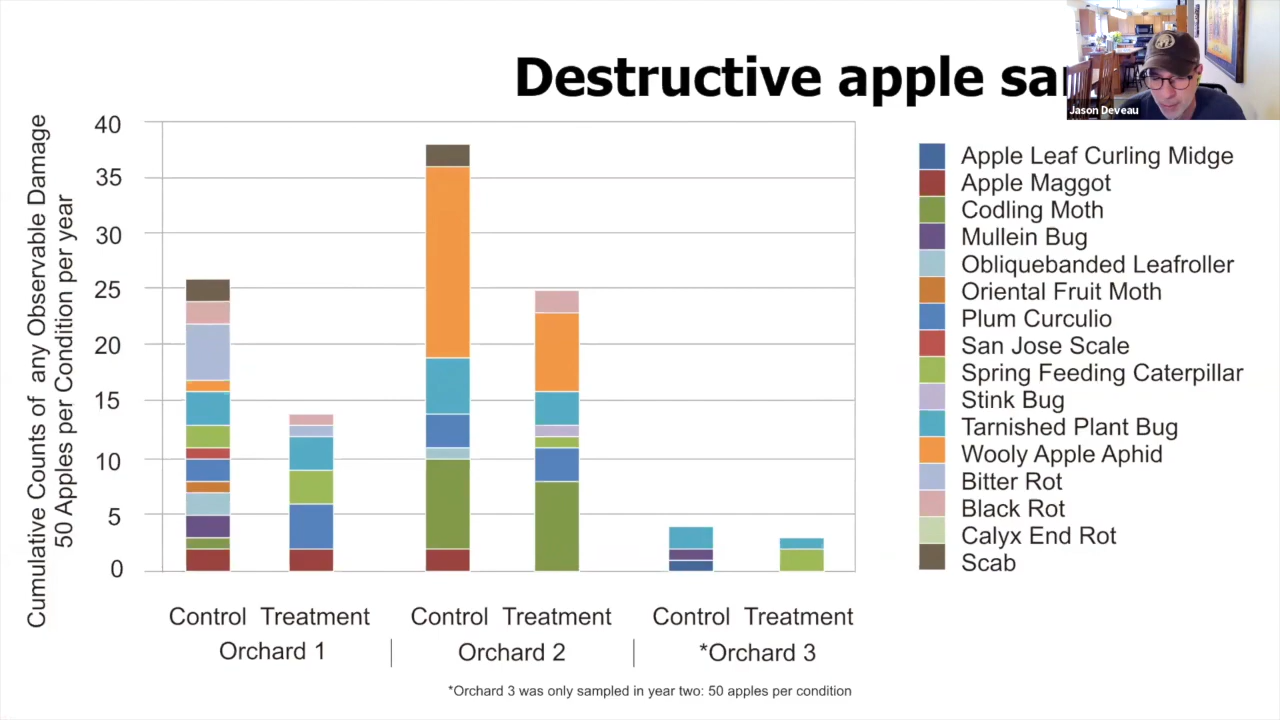 Destructive apple
Jason Deveau
Cumulative Counts of any Observable Damage
50 Apples per Condition per year
40
35
30
25
20
15
10
5
0
Control Treatment
Orchard 1
Control Treatment
Orchard 2
Control Treatment
*Orchard 3
*Orchard 3 was only sampled in year two: 50 apples per condition
Apple Leaf Curling Midge
Apple Maggot
Codling Moth
Mullein Bug
Obliquebanded Leafroller
Oriental Fruit Moth
Plum Curculio
San Jose Scale
Spring Feeding Caterpillar
Stink Bug
Tarnished Plant Bug
Wooly Apple Aphid
Bitter Rot
Black Rot
Calyx End Rot
Scab